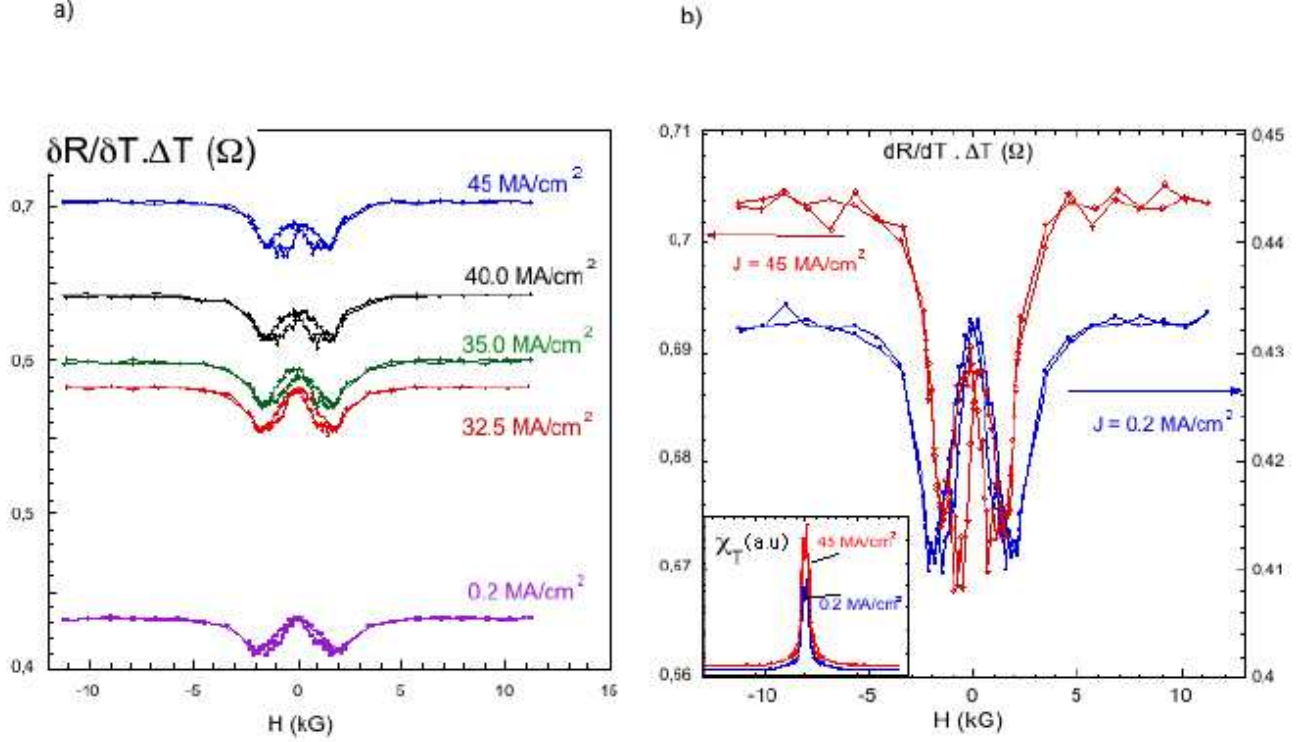 a)
δR/δT.ΔT (Ω)
0,7
0,6
0,5
0,4
45 MA/cm²
40.0 MA/cm²
35.0 MA/cm²
32.5 MA/cm²
0.2 MA/cm²
-10 -5 0 5 10 15
H (kG)
b)
dR/dT . ΔT (Ω)
0,71
0,7
0,69
0,68
0,67
0,66
J = 45 MA/cm²
J = 0.2 MA/cm²
0,45
0,44
0,43
0,42
0,41
0,4
χT(a.u)
45 MA/cm²
0.2 MA/cm²
-10 -5 0 5 10
H (kG)